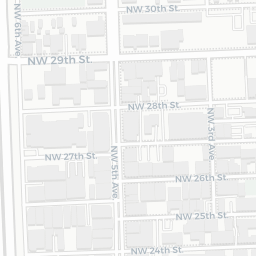 NW 30th St.
NW 6th Ave
NW 29th St.
NW 28th St.
NW 3rd Ave
NW 27th St.
NW 5th Ave
NW 26th St.
NW 25th St.
NW 24th St.